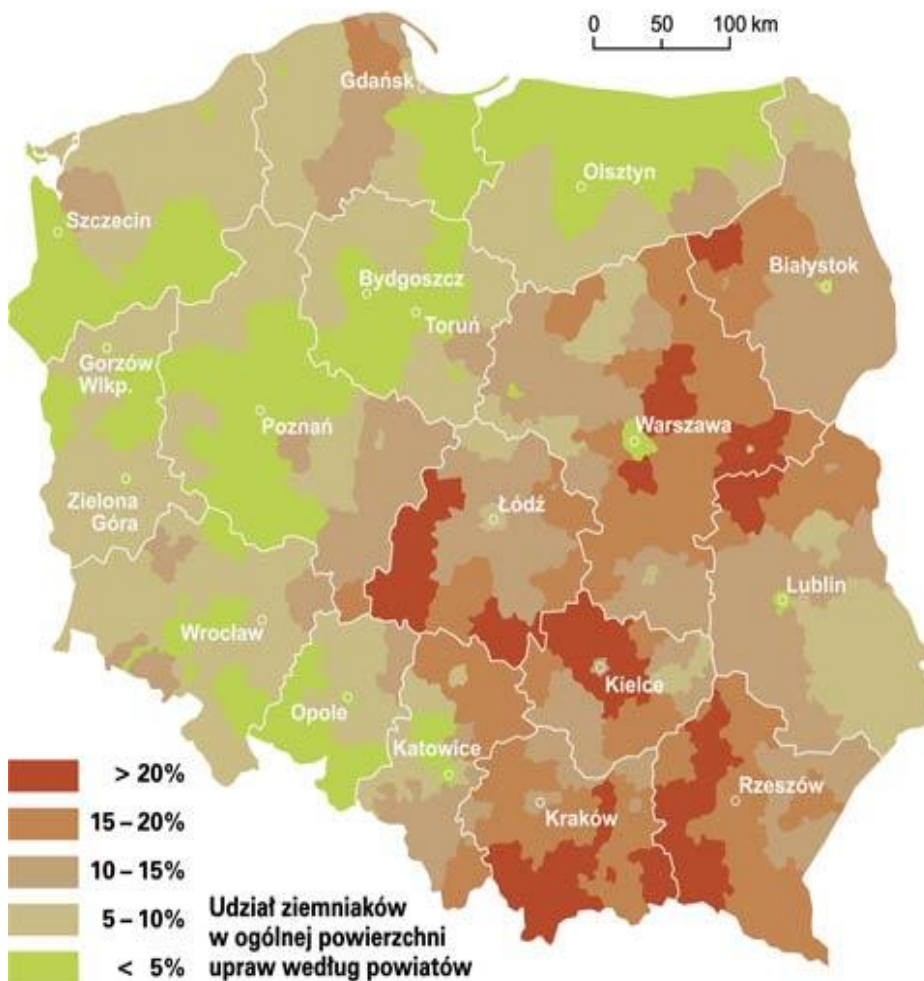 0 50 100 km
Gdańsk
Olsztyn
Szczecin
Bydgoszcz
Białystok
Toruń
Gorzów
Wlkp.
Poznań
Warszawa
Zielona
Góra
Łódź
Wrocław
Lublin
Kielce
Opole
Katowice
Kraków
Rzeszów
> 20%
15 – 20%
10 – 15%
5 – 10%
< 5%
Udział ziemniaków
w ogólnej powierzchni
upraw według powiatów